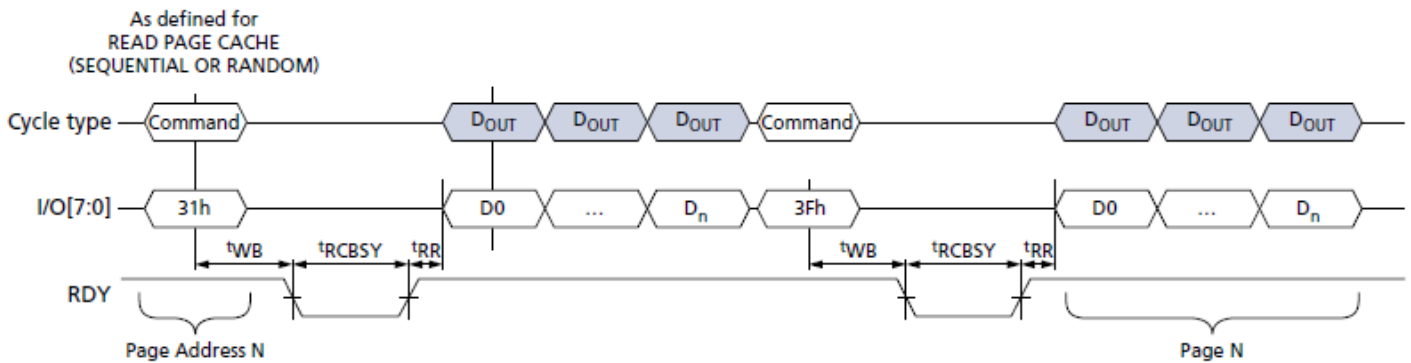 As defined for
READ PAGE CACHE
(SEQUENTIAL OR RANDOM)
Cycle type Command DOUT DOUT DOUT Command DOUT DOUT DOUT
I/O[7:0] 31h D0 ... Dn 3Fh D0 ... Dn
tWB tRCBSY tRR tWB tRCBSY tRR
RDY
Page Address N Page N